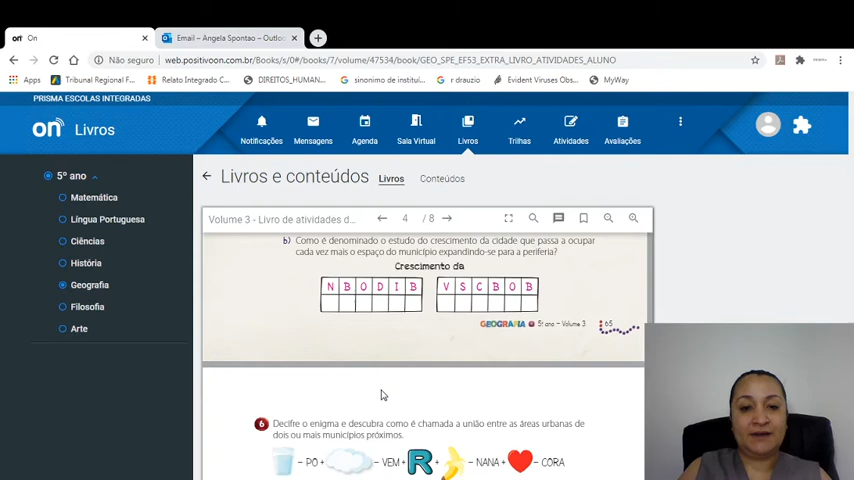 on On
Email – Angela Spontao – Outlo
Não seguro | web.positivoon.com.br/Books/s/0#/books/7/volume/47534/book/GEO_SPE_EF53_EXTRA_LIVRO_ATIVIDADES_ALUNO
Apps Tribunal Regional F... Relato Integrado C... DIREITOS_HUMAN... sinonimo de instituí... r drauzio Evident Viruses Obs... MyWay
PRISMA ESCOLAS INTEGRADAS
on Livros
Notificações Mensagens Agenda Sala Virtual Livros Trilhas Atividades Avaliações
5º ano
Matemática
Língua Portuguesa
Ciências
História
Geografia
Filosofia
Arte
Livros e conteúdos Livros Conteúdos
Volume 3 - Livro de atividades d... 4 / 8
b) Como é denominado o estudo do crescimento da cidade que passa a ocupar
cada vez mais o espaço do município expandindo-se para a periferia?
Crescimento da
N B O D I B V S C B O B
GEOGRAFIA 5º ano – Volume 3 65
6 Decifre o enigma e descubra como é chamada a união entre as áreas urbanas de
dois ou mais municípios próximos.
– PO + – VEM + R + – NANA + – CORA